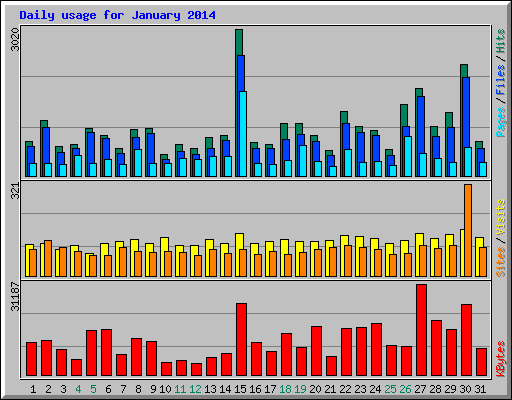 Daily usage for January 2014
3020
Pages / Files / Hits
321
Sites / Visits
31187
KBytes
1 2 3 4 5 6 7 8 9 10 11 12 13 14 15 16 17 18 19 20 21 22 23 24 25 26 27 28 29 30 31